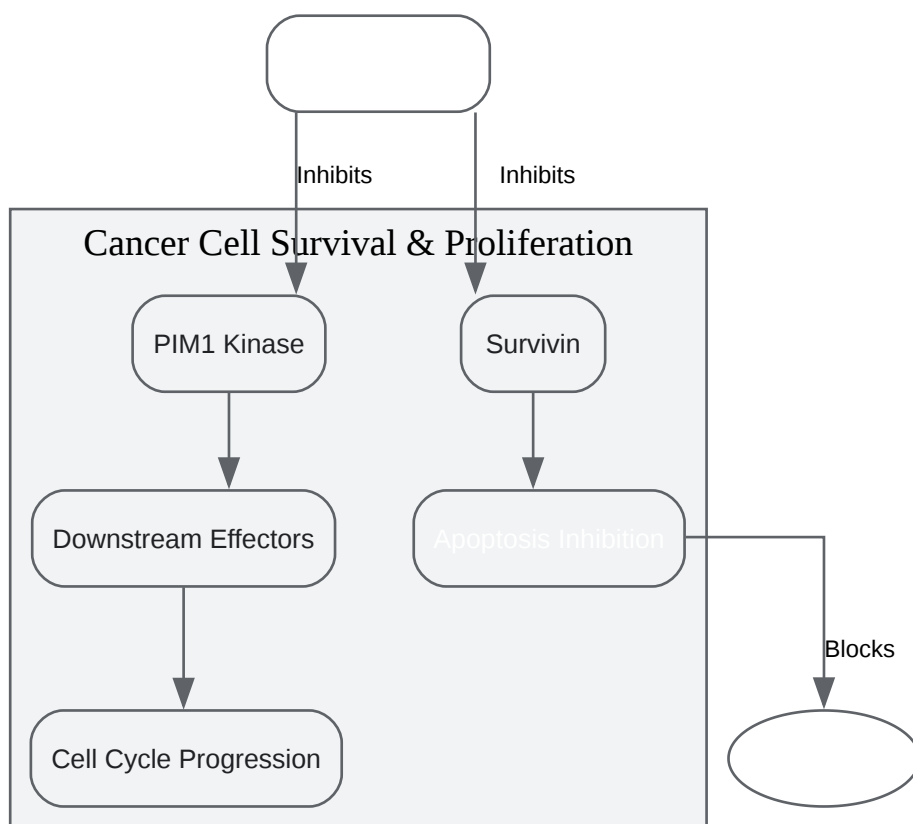 Inhibits
Inhibits
Cancer Cell Survival & Proliferation
PIM1 Kinase
Survivin
Downstream Effectors
Apoptosis Inhibition
Blocks
Cell Cycle Progression